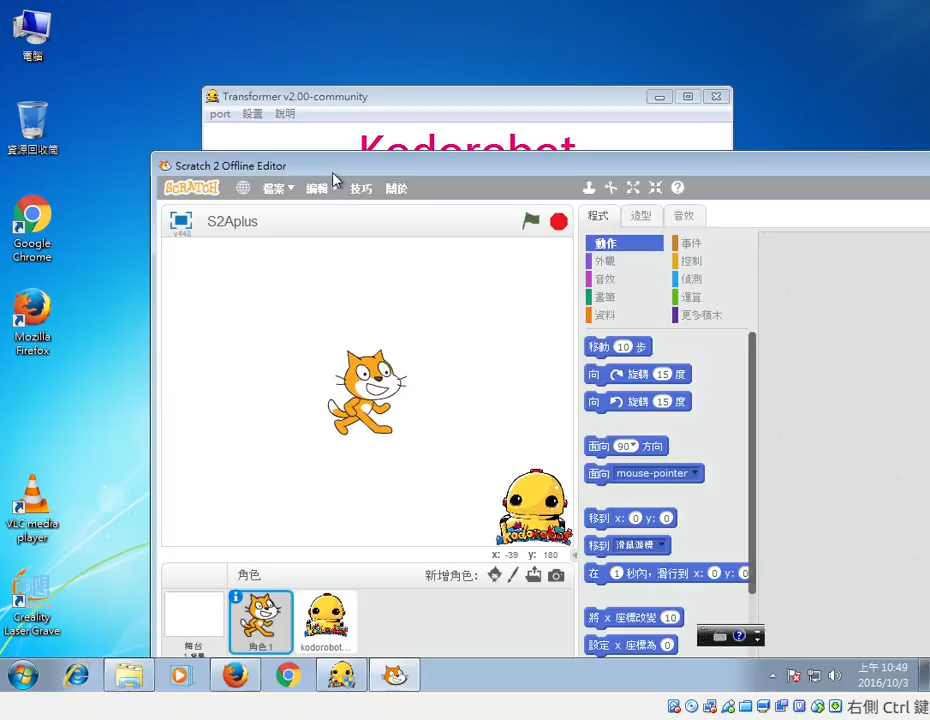 電腦
資源回收筒
Google
Chrome
Mozilla
Firefox
VLC media
player
Creality
Laser Grave
Transformer v2.00-community
port 設置 說明
Kodorobot
Scratch 2 Offline Editor
SCRATCH 檔案 編輯 技巧 關於
S2Aplus
v448
程式 造型 音效
動作 事件
外觀 控制
音效 偵測
畫筆 運算
資料 更多積木
移動 10 步
向 旋轉 15 度
向 旋轉 15 度
面向 90 方向
面向 mouse-pointer
移到 x: 0 y: 0
移到 滑鼠游標
在 1 秒內，滑行到 x: 0 y: 0
將 x 座標改變 10
設定 x 座標為 0
kodorobot
x: -39 y: 180
角色 新增角色：
舞台
1 背景
角色1
kodorobot...
上午 10:49
2016/10/3
右側 Ctrl 鍵